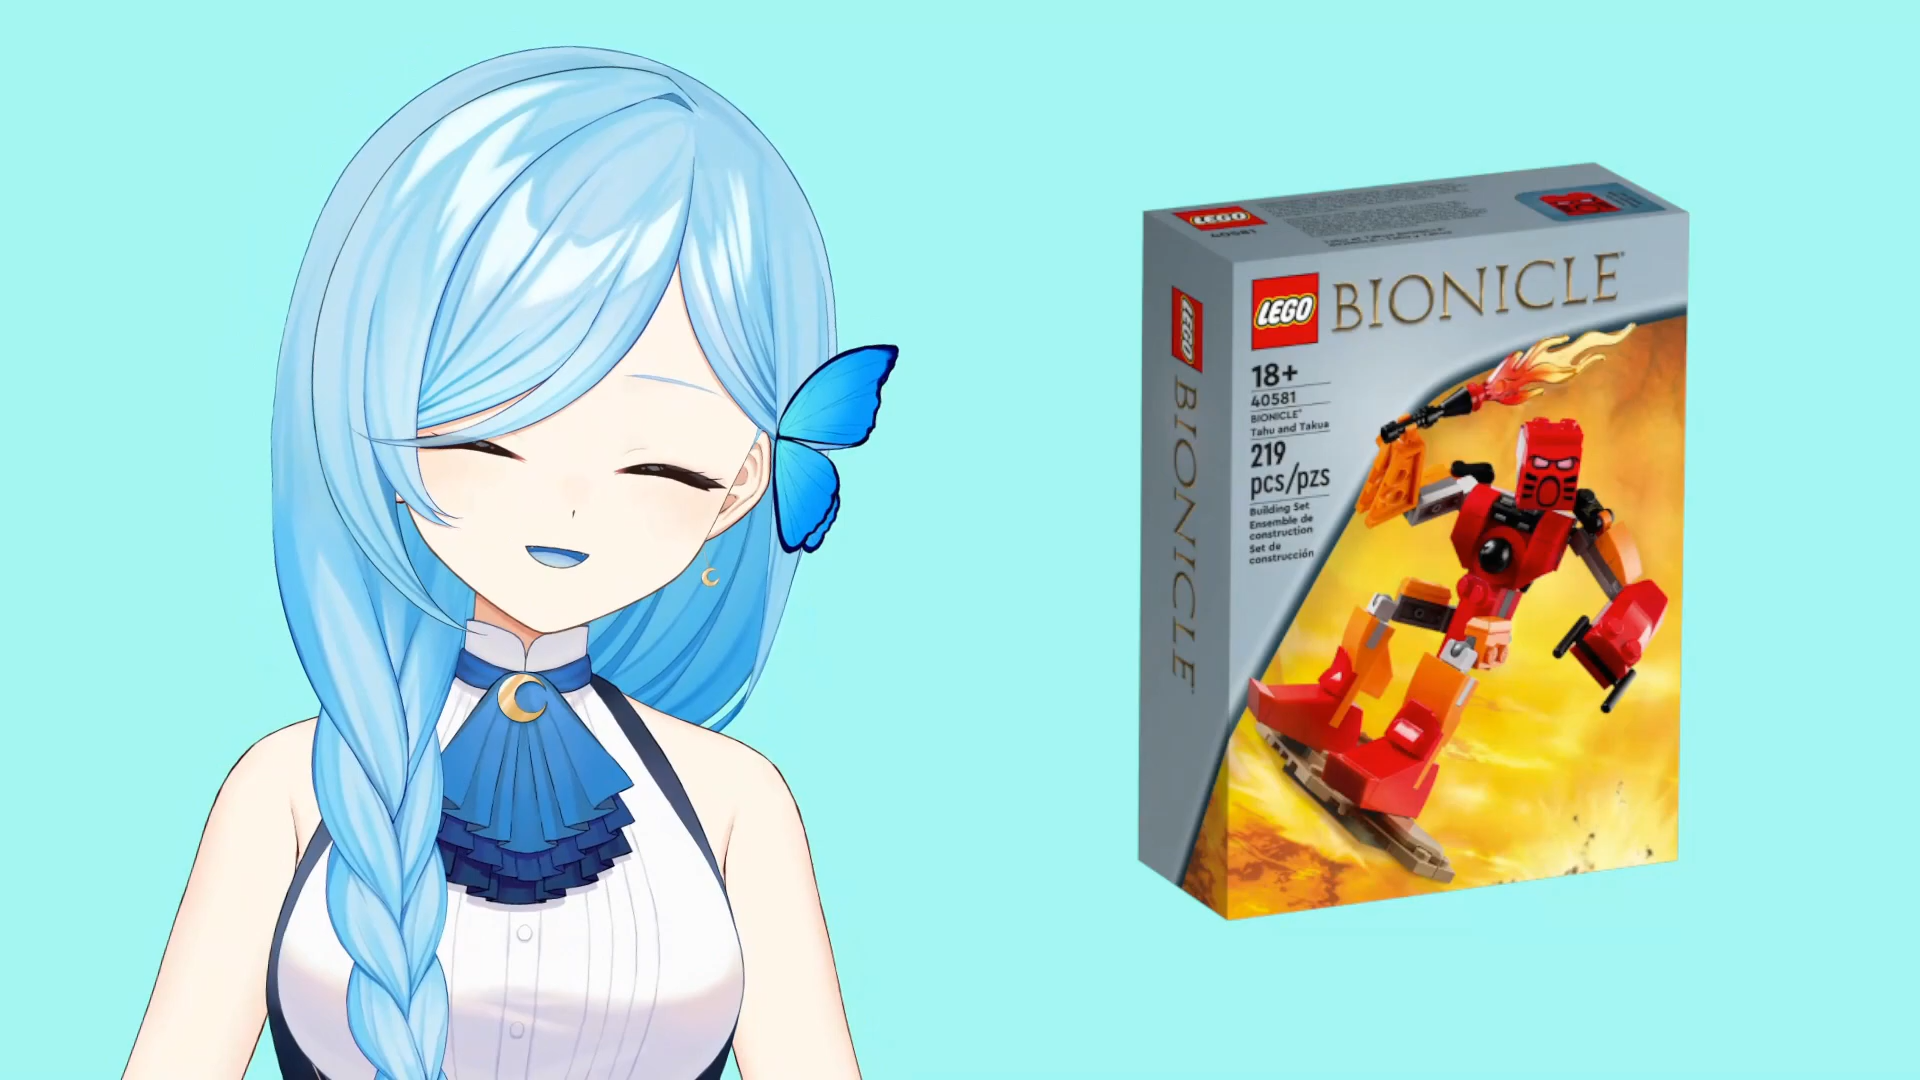 LEGO
40581
LEGO
BIONICLE
LEGO BIONICLE®
18+
40581
BIONICLE®
Tahu and Takua
219
pcs/pzs
Building Set
Ensemble de
construction
Set de
construcción